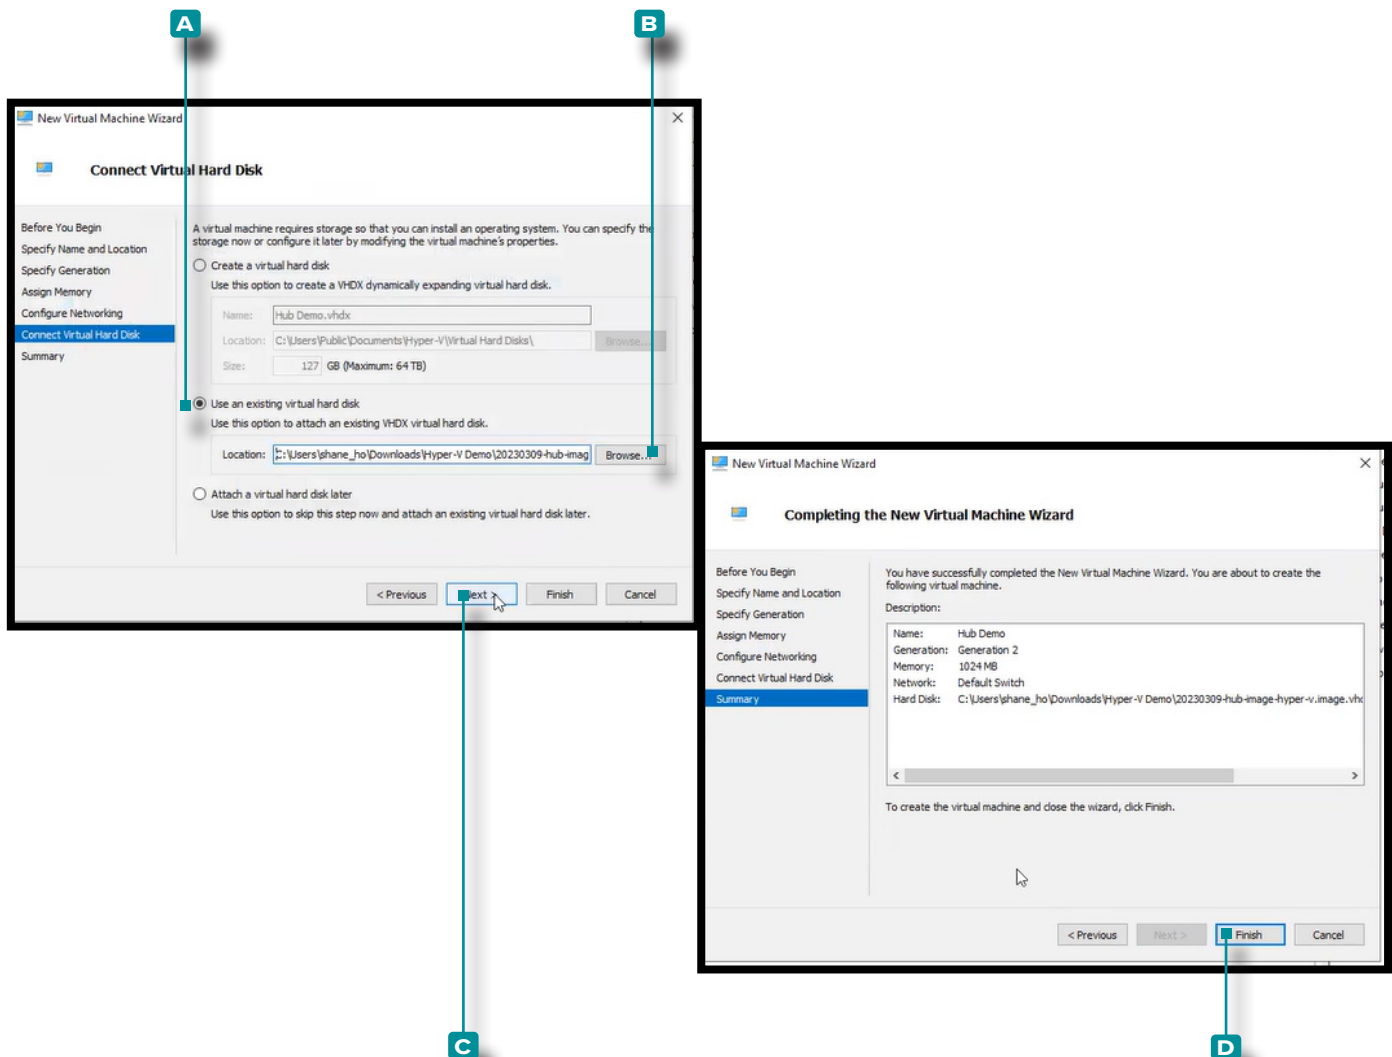 A
B
New Virtual Machine Wizard
Connect Virtual Hard Disk
Before You Begin
Specify Name and Location
Specify Generation
Assign Memory
Configure Networking
Connect Virtual Hard Disk
Summary
A virtual machine requires storage so that you can install an operating system. You can specify the
storage now or configure it later by modifying the virtual machine's properties.
Create a virtual hard disk
Use this option to create a VHDX dynamically expanding virtual hard disk.
Name: Hub Demo.vhdx
Location: C:\Users\Public\Documents\Hyper-V\Virtual Hard Disks\ Browse...
Size: 127 GB (Maximum: 64 TB)
Use an existing virtual hard disk
Use this option to attach an existing VHDX virtual hard disk.
Location: C:\Users\shane_ho\Downloads\Hyper-V Demo\20230309-hub-imag Browse...
Attach a virtual hard disk later
Use this option to skip this step now and attach an existing virtual hard disk later.
< Previous Next > Finish Cancel
New Virtual Machine Wizard
Completing the New Virtual Machine Wizard
Before You Begin
Specify Name and Location
Specify Generation
Assign Memory
Configure Networking
Connect Virtual Hard Disk
Summary
You have successfully completed the New Virtual Machine Wizard. You are about to create the
following virtual machine.
Description:
Name: Hub Demo
Generation: Generation 2
Memory: 1024 MB
Network: Default Switch
Hard Disk: C:\Users\shane_ho\Downloads\Hyper-V Demo\20230309-hub-image-hyper-v.image.vhd
To create the virtual machine and close the wizard, click Finish.
< Previous Next > Finish Cancel
C
D